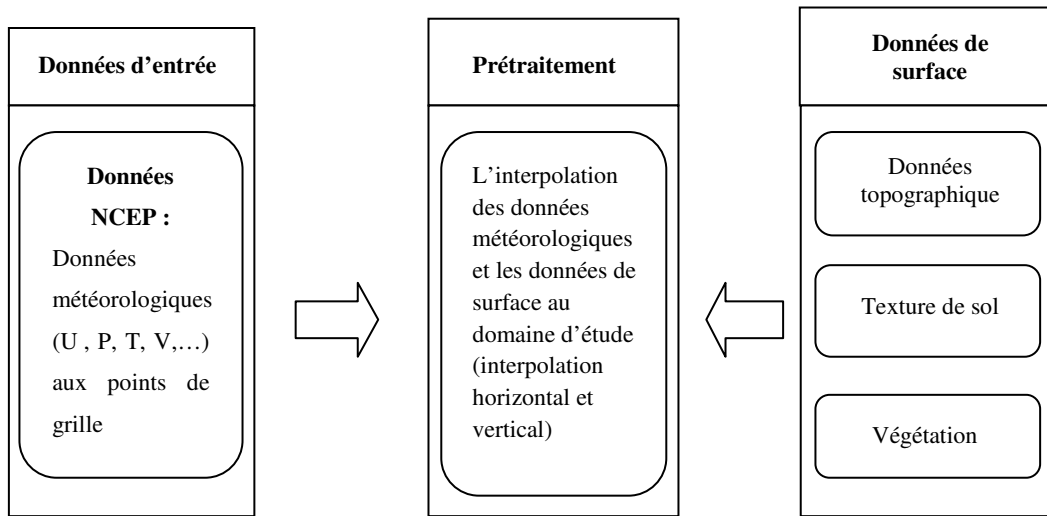 Données d'entrée
Données
NCEP :
Données
météorologiques
(U , P, T, V,…)
aux points de
grille
Prétraitement
L'interpolation
des données
météorologiques
et les données de
surface au
domaine d'étude
(interpolation
horizontal et
vertical)
Données de
surface
Données
topographique
Texture de sol
Végétation